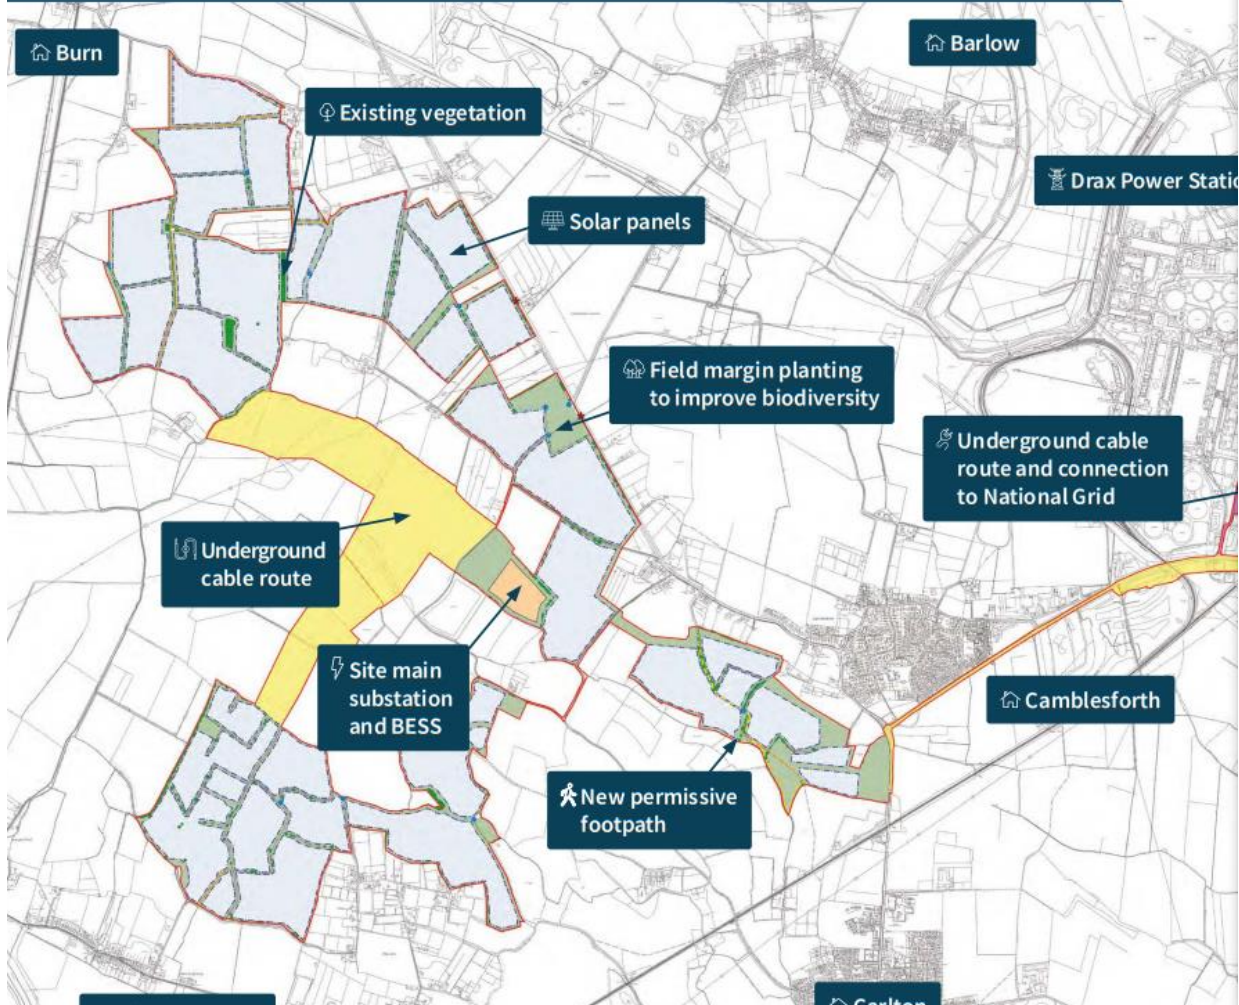 Burn
Barlow
Existing vegetation
Drax Power Static
Solar panels
Field margin planting
to improve biodiversity
Underground cable
route and connection
to National Grid
Underground
cable route
Site main
substation
and BESS
Camblesforth
New permissive
footpath
Carlton